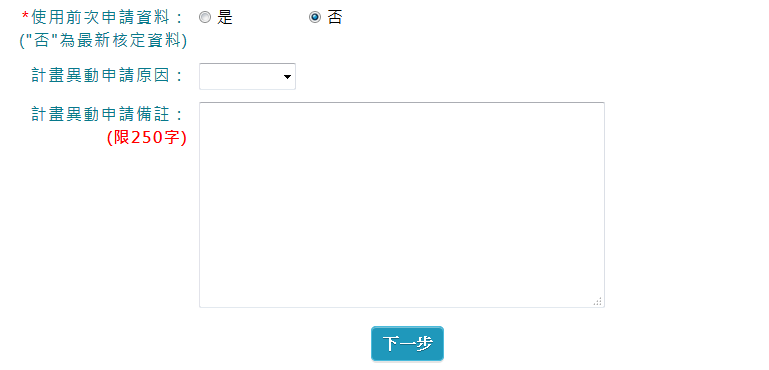 *使用前次申請資料： 是 否
("否"為最新核定資料)
計畫異動申請原因：
計畫異動申請備註：
(限250字)
下一步